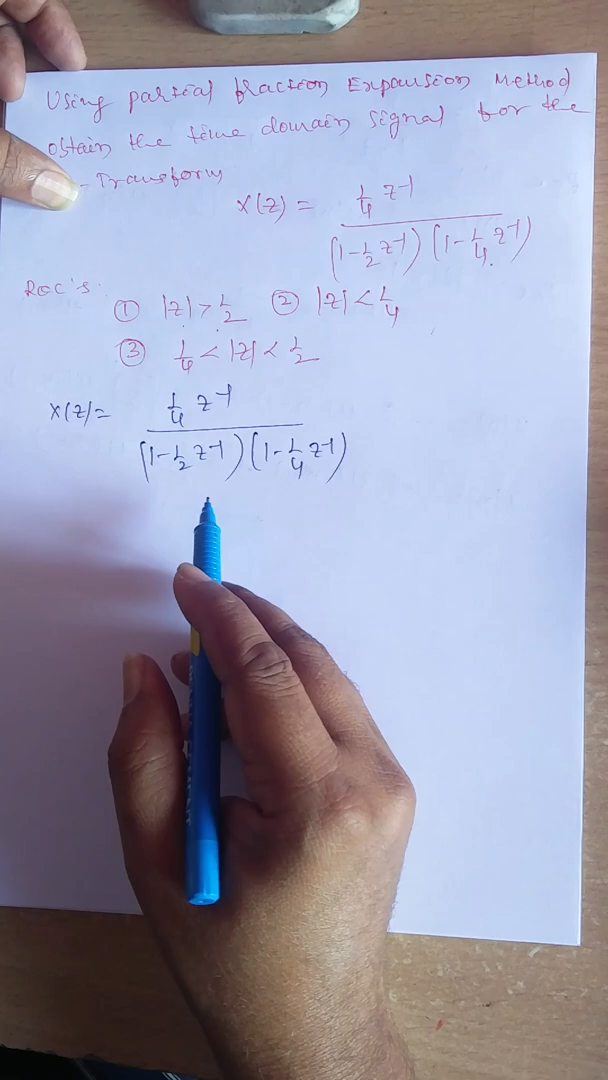 Using partial fraction Expansion Method
obtain the time domain signal for the
-Transform
X(z) = 1/4 z-1 / (1-1/2 z-1) (1-1/4 z-1)
ROC's:
① |z| > 1/2 ② |z| < 1/4
③ 1/4 < |z| < 1/2
X(z) = 1/4 z-1 / (1-1/2 z-1) (1-1/4 z-1)